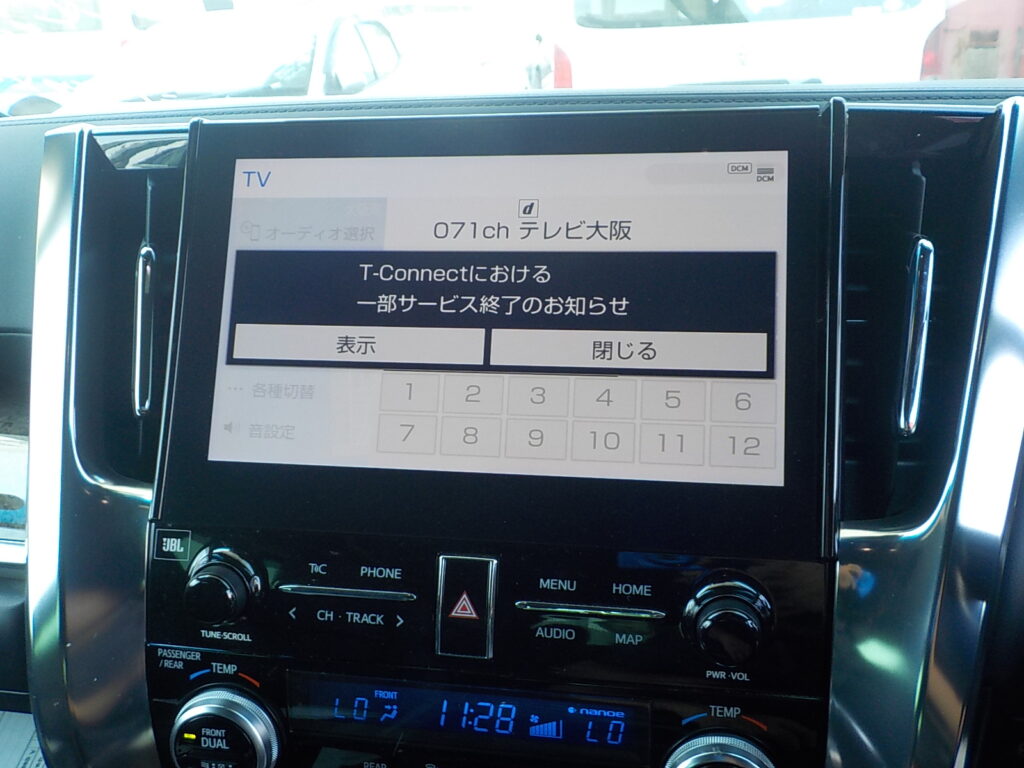 TV
DCM
DCM
d
071ch テレビ大阪
オーディオ選択
T-Connectにおける
一部サービス終了のお知らせ
表示
閉じる
各種切替
1 2 3 4 5 6
音設定
7 8 9 10 11 12
JBL
TUNE·SCROLL
T∞C PHONE
< CH · TRACK >
MENU HOME
AUDIO MAP
PWR·VOL
PASSENGER
/REAR
TEMP
FRONT
DUAL
FRONT
LO
11:28
nanoe
LO
TEMP
REAR